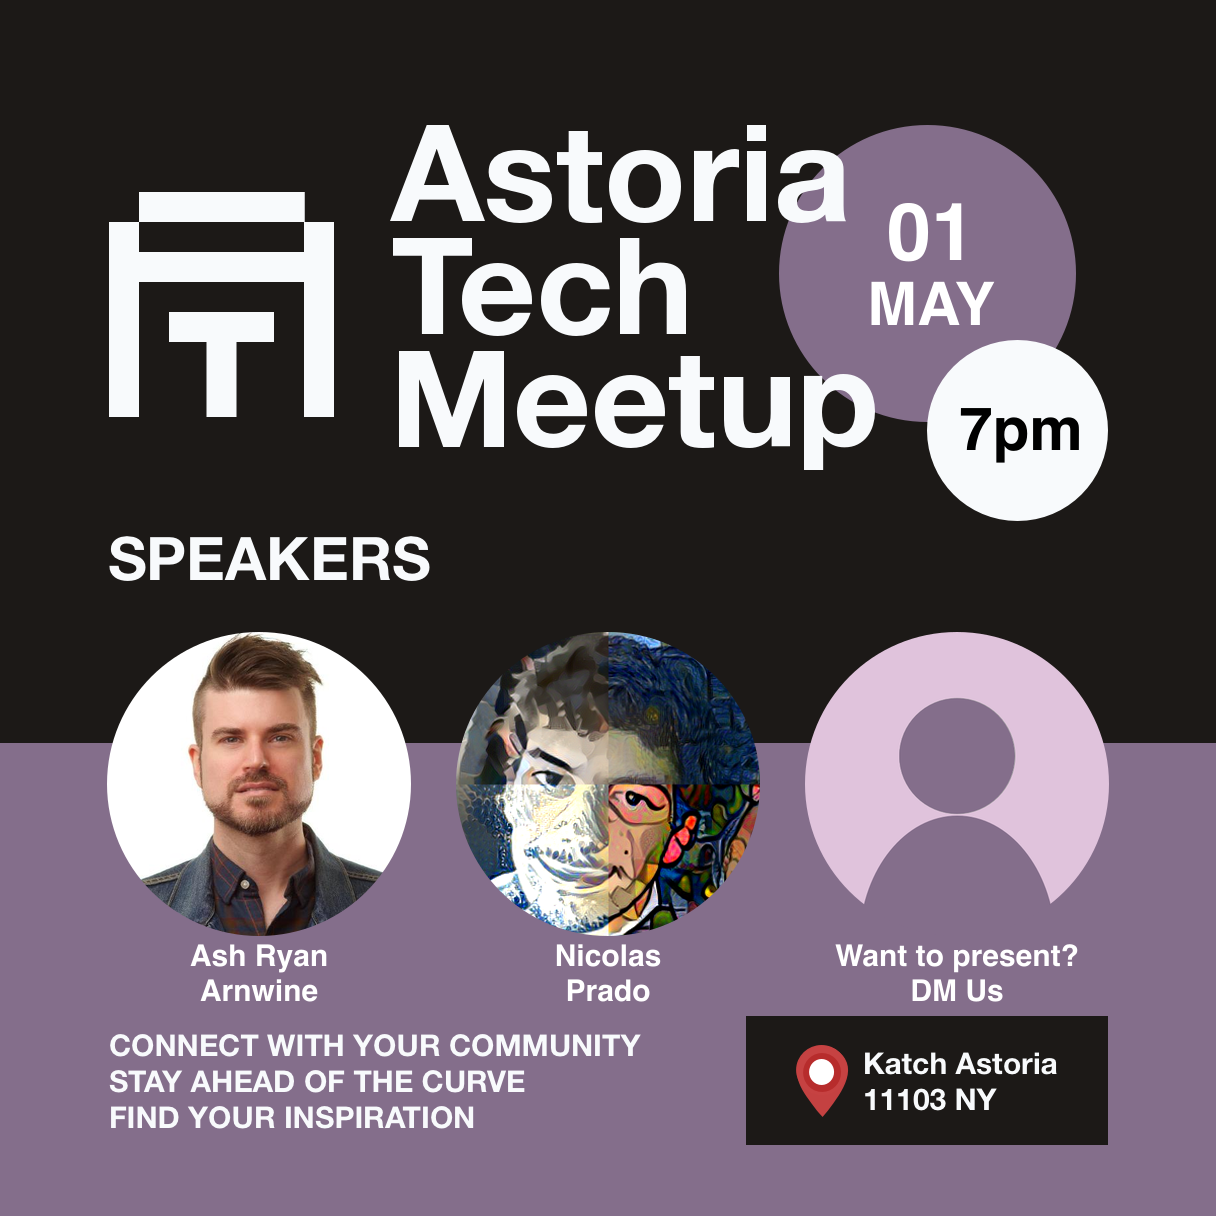 Astoria
Tech
Meetup
01
MAY
7pm
SPEAKERS
Ash Ryan
Arnwine
Nicolas
Prado
Want to present?
DM Us
CONNECT WITH YOUR COMMUNITY
STAY AHEAD OF THE CURVE
FIND YOUR INSPIRATION
Katch Astoria
11103 NY